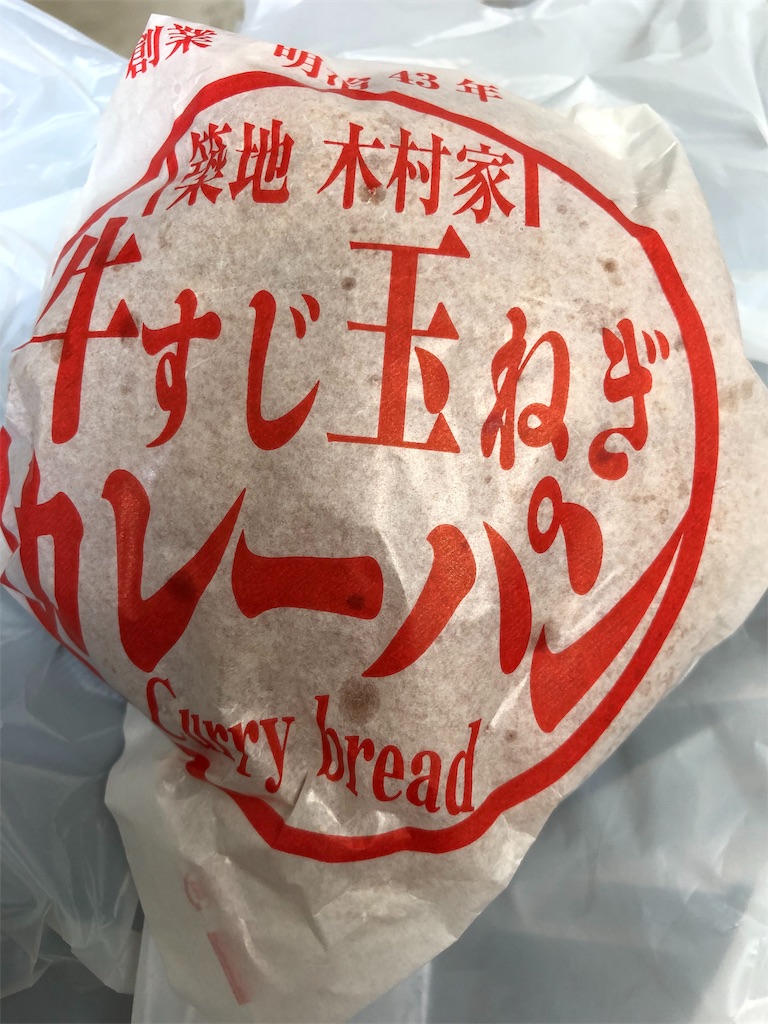 創業 明治43年
築地 木村家
牛すじ玉ねぎ
カレーパン
Curry bread